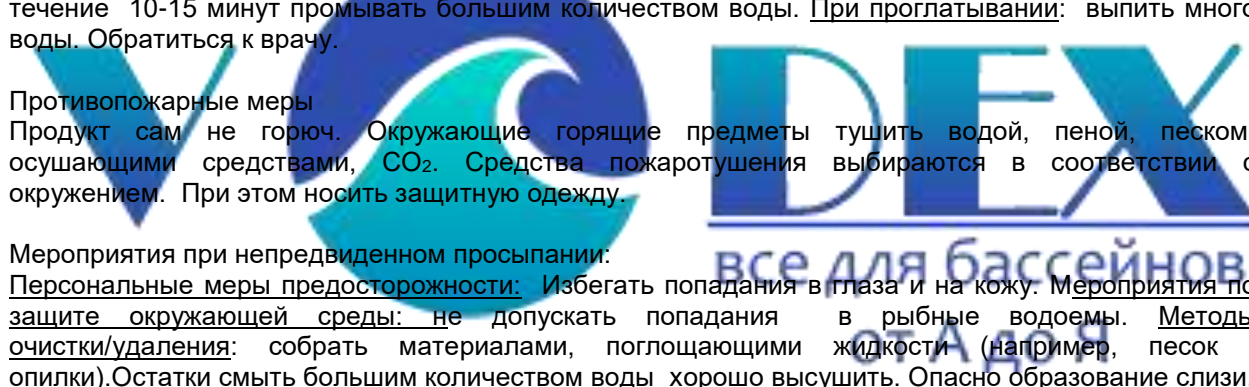 течение 10-15 минут промывать большим количеством воды. При проглатывании: выпить много
воды. Обратиться к врачу.
Противопожарные меры
Продукт сам не горюч. Окружающие горящие предметы тушить водой, пеной, песком
осушающими средствами, CO₂. Средства пожаротушения выбираются в соответствии с
окружением. При этом носить защитную одежду.
Мероприятия при непредвиденном просыпании:
Персональные меры предосторожности: Избегать попадания в глаза и на кожу. Мероприятия по
защите окружающей среды: не допускать попадания в рыбные водоемы. Методы
очистки/удаления: собрать материалами, поглощающими жидкости (например, песок
опилки).Остатки смыть большим количеством воды хорошо высушить. Опасно образование слизи
VODEX
все для бассейнов
от А до Я